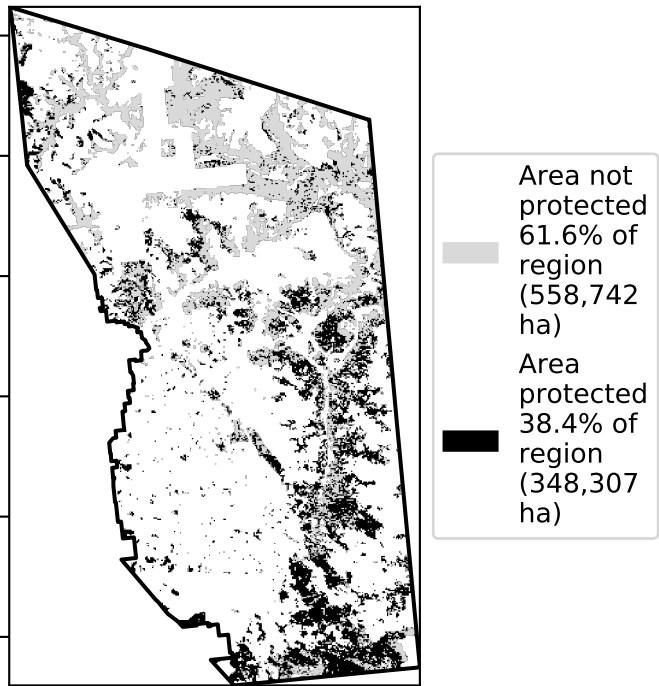 Area not
protected
61.6% of
region
(558,742
ha)
Area
protected
38.4% of
region
(348,307
ha)